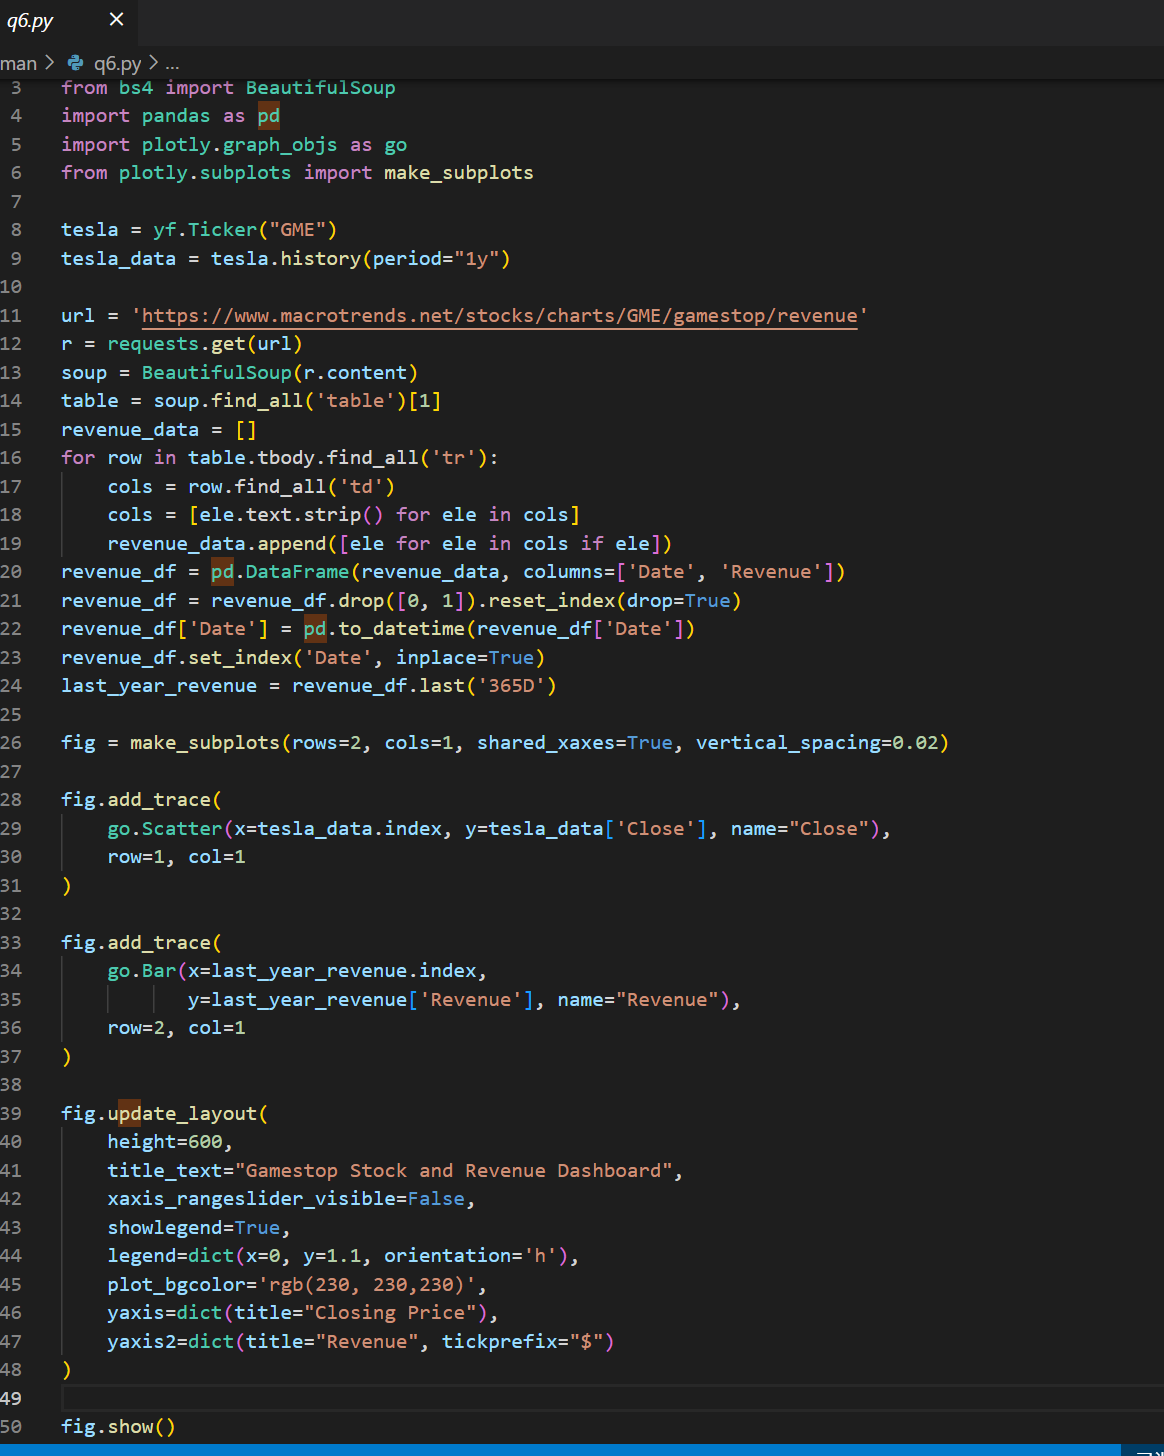 q6.py ×
man > q6.py > ...
3 from bs4 import BeautifulSoup
4 import pandas as pd
5 import plotly.graph_objs as go
6 from plotly.subplots import make_subplots
7
8 tesla = yf.Ticker("GME")
9 tesla_data = tesla.history(period="1y")
10
11 url = 'https://www.macrotrends.net/stocks/charts/GME/gamestop/revenue'
12 r = requests.get(url)
13 soup = BeautifulSoup(r.content)
14 table = soup.find_all('table')[1]
15 revenue_data = []
16 for row in table.tbody.find_all('tr'):
17     cols = row.find_all('td')
18     cols = [ele.text.strip() for ele in cols]
19     revenue_data.append([ele for ele in cols if ele])
20 revenue_df = pd.DataFrame(revenue_data, columns=['Date', 'Revenue'])
21 revenue_df = revenue_df.drop([0, 1]).reset_index(drop=True)
22 revenue_df['Date'] = pd.to_datetime(revenue_df['Date'])
23 revenue_df.set_index('Date', inplace=True)
24 last_year_revenue = revenue_df.last('365D')
25
26 fig = make_subplots(rows=2, cols=1, shared_xaxes=True, vertical_spacing=0.02)
27
28 fig.add_trace(
29     go.Scatter(x=tesla_data.index, y=tesla_data['Close'], name="Close"),
30     row=1, col=1
31 )
32
33 fig.add_trace(
34     go.Bar(x=last_year_revenue.index,
35            y=last_year_revenue['Revenue'], name="Revenue"),
36     row=2, col=1
37 )
38
39 fig.update_layout(
40     height=600,
41     title_text="Gamestop Stock and Revenue Dashboard",
42     xaxis_rangeslider_visible=False,
43     showlegend=True,
44     legend=dict(x=0, y=1.1, orientation='h'),
45     plot_bgcolor='rgb(230, 230,230)',
46     yaxis=dict(title="Closing Price"),
47     yaxis2=dict(title="Revenue", tickprefix="$")
48 )
49
50 fig.show()